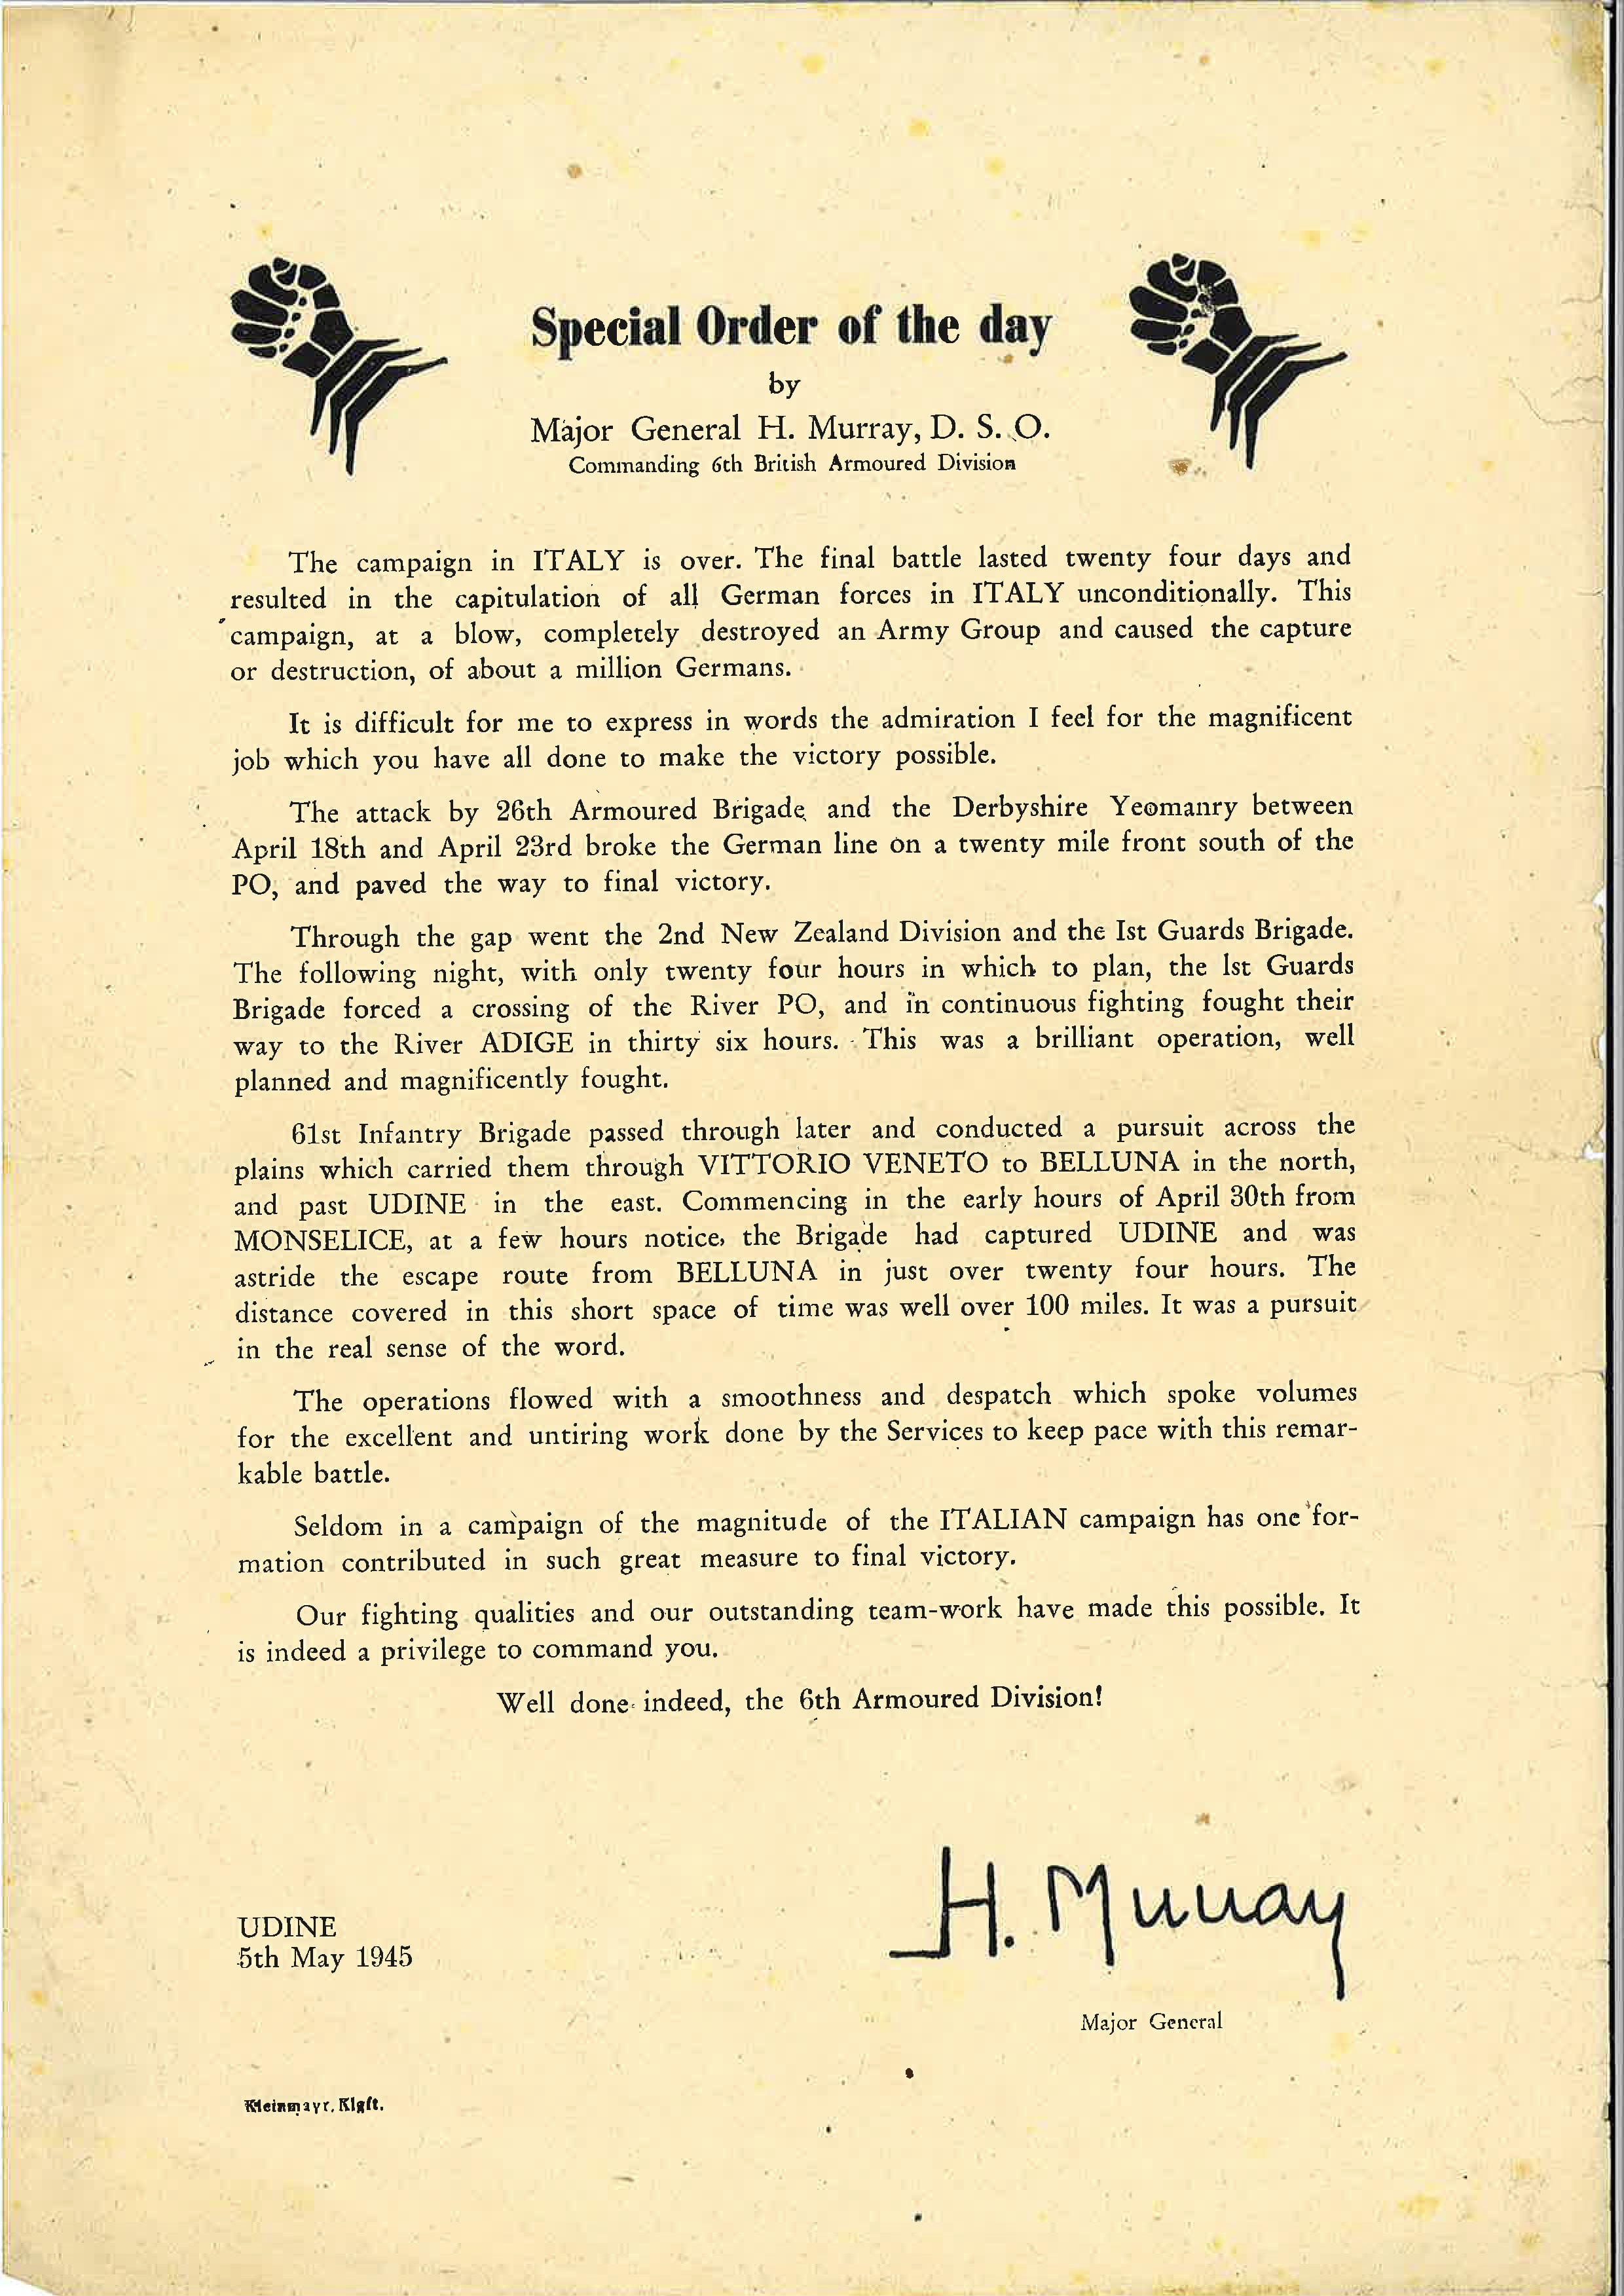 Special Order of the day
by
Major General H. Murray, D. S. O.
Commanding 6th British Armoured Division
The campaign in ITALY is over. The final battle lasted twenty four days and
resulted in the capitulation of all German forces in ITALY unconditionally. This
campaign, at a blow, completely destroyed an Army Group and caused the capture
or destruction, of about a million Germans.
It is difficult for me to express in words the admiration I feel for the magnificent
job which you have all done to make the victory possible.
The attack by 26th Armoured Brigade and the Derbyshire Yeomanry between
April 18th and April 23rd broke the German line on a twenty mile front south of the
PO, and paved the way to final victory.
Through the gap went the 2nd New Zealand Division and the Ist Guards Brigade.
The following night, with only twenty four hours in which to plan, the Ist Guards
Brigade forced a crossing of the River PO, and in continuous fighting fought their
way to the River ADIGE in thirty six hours. This was a brilliant operation, well
planned and magnificently fought.
61st Infantry Brigade passed through later and conducted a pursuit across the
plains which carried them through VITTORIO VENETO to BELLUNA in the north,
and past UDINE in the east. Commencing in the early hours of April 30th from
MONSELICE, at a few hours notice, the Brigade had captured UDINE and was
astride the escape route from BELLUNA in just over twenty four hours. The
distance covered in this short space of time was well over 100 miles. It was a pursuit
in the real sense of the word.
The operations flowed with a smoothness and despatch which spoke volumes
for the excellent and untiring work done by the Services to keep pace with this remar-
kable battle.
Seldom in a campaign of the magnitude of the ITALIAN campaign has one for-
mation contributed in such great measure to final victory.
Our fighting qualities and our outstanding team-work have made this possible. It
is indeed a privilege to command you.
Well done indeed, the 6th Armoured Division!
H. Murray
UDINE
5th May 1945
Major General
Kleinmayr, Klgft.